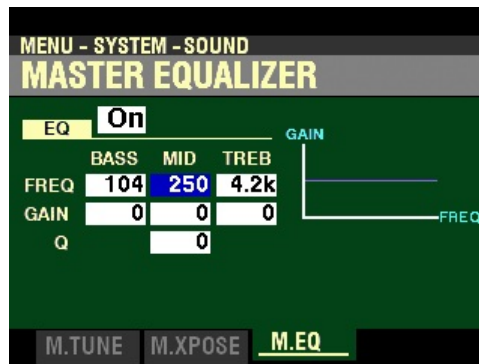 MENU - SYSTEM - SOUND
MASTER EQUALIZER
EQ On
GAIN
BASS MID TREB
FREQ 104 250 4.2k
GAIN 0 0 0
FREQ
Q 0
M.TUNE M.XPOSE M.EQ